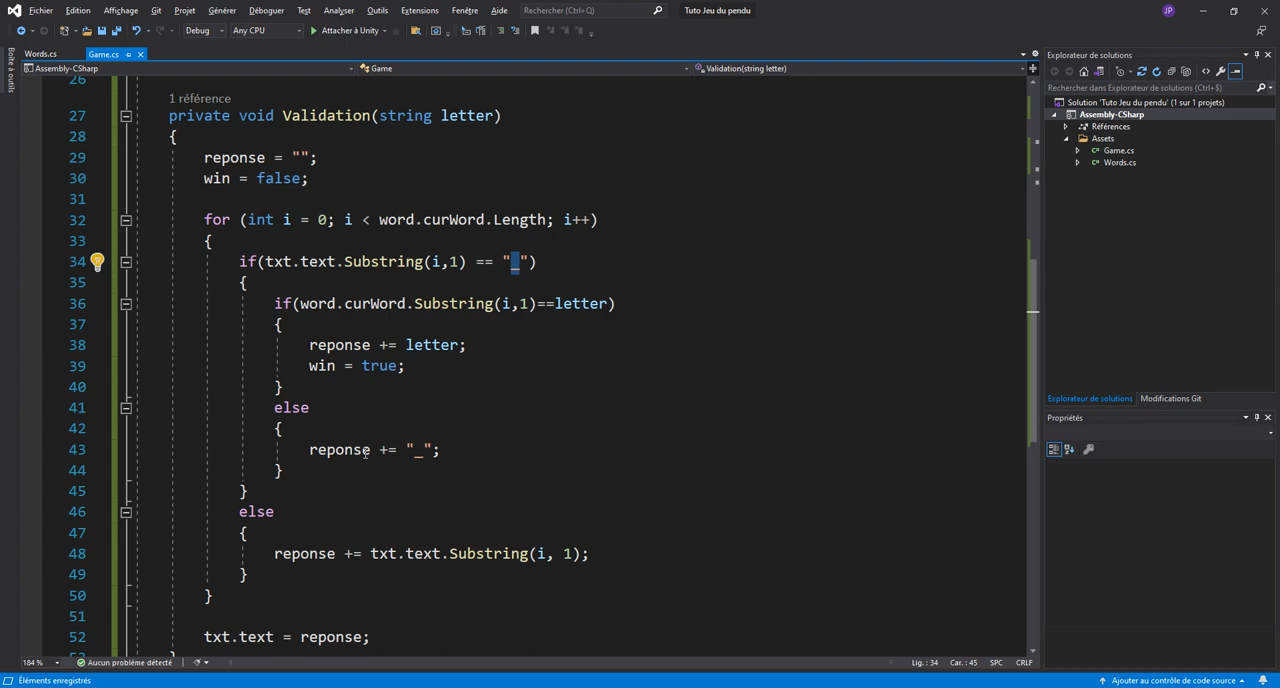 Fichier Edition Affichage Git Projet Générer Déboguer Test Analyser Outils Extensions Fenêtre Aide Rechercher (Ctrl+Q) Tuto Jeu du pendu JP
Debug Any CPU Attacher à Unity
Boîte à outils
Words.cs Game.cs
Assembly-CSharp Game Validation(string letter)
26
1 référence
27 private void Validation(string letter)
28 {
29 reponse = "";
30 win = false;
31
32 for (int i = 0; i < word.curWord.Length; i++)
33 {
34 if(txt.text.Substring(i,1) == "_")
35 {
36 if(word.curWord.Substring(i,1)==letter)
37 {
38 reponse += letter;
39 win = true;
40 }
41 else
42 {
43 reponse += "_";
44 }
45 }
46 else
47 {
48 reponse += txt.text.Substring(i, 1);
49 }
50 }
51
52 txt.text = reponse;
184 % Aucun problème détecté Lig. : 34 Car. : 45 SPC CRLF
Explorateur de solutions
Rechercher dans Explorateur de solutions (Ctrl+$)
Solution 'Tuto Jeu du pendu' (1 sur 1 projets)
Assembly-CSharp
Références
Assets
Game.cs
Words.cs
Explorateur de solutions Modifications Git
Propriétés
Éléments enregistrés Ajouter au contrôle de code source